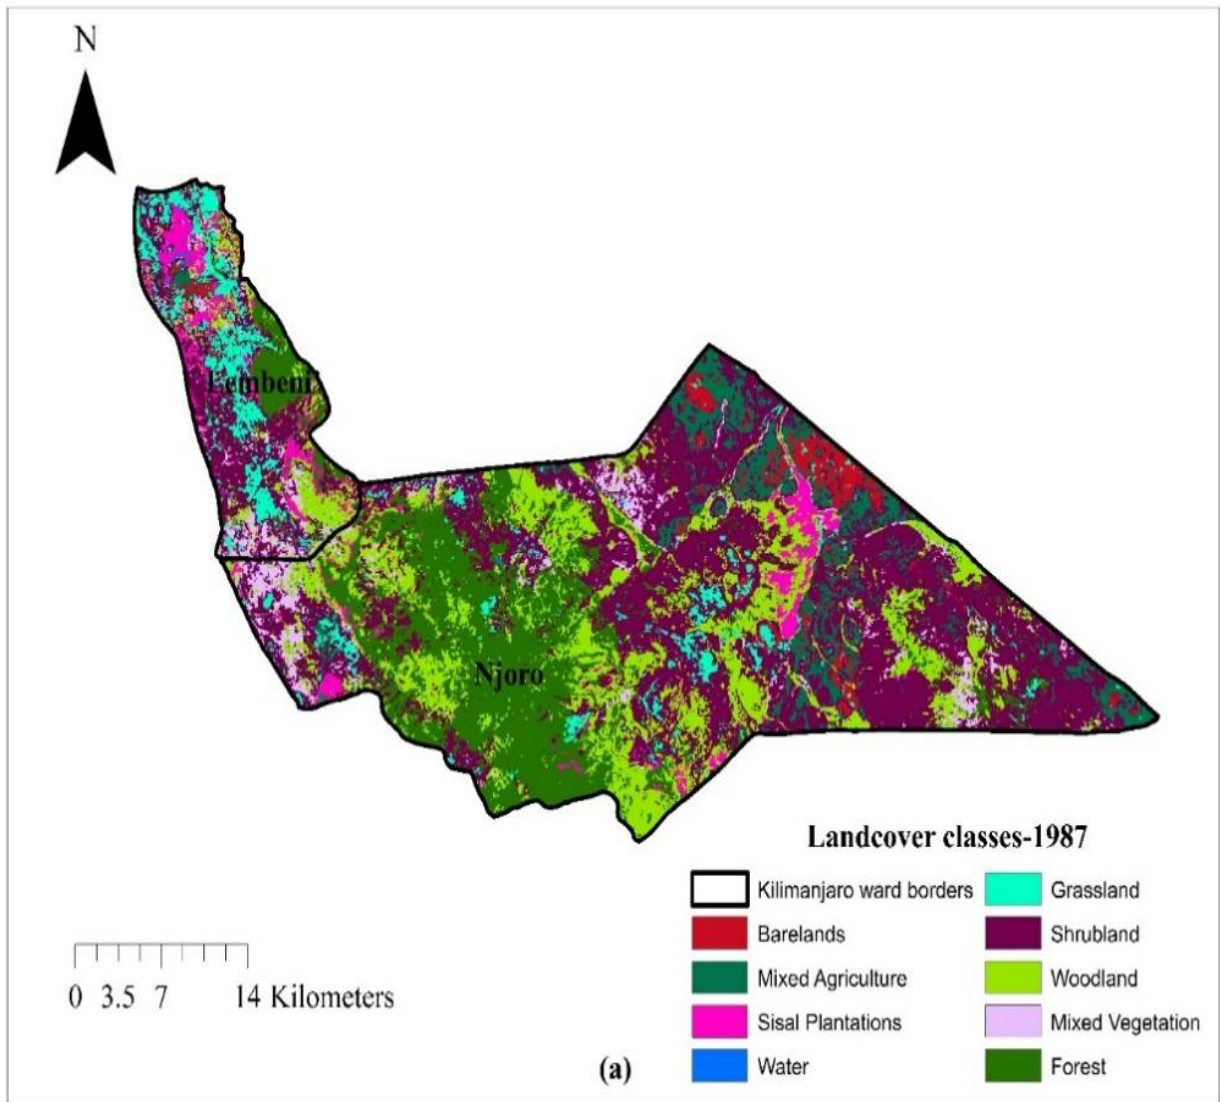 N
Lembeni
Njoro
Landcover classes-1987
Kilimanjaro ward borders
Grassland
Barelands
Shrubland
Mixed Agriculture
Woodland
Sisal Plantations
Mixed Vegetation
Water
Forest
0 3.5 7 14 Kilometers
(a)